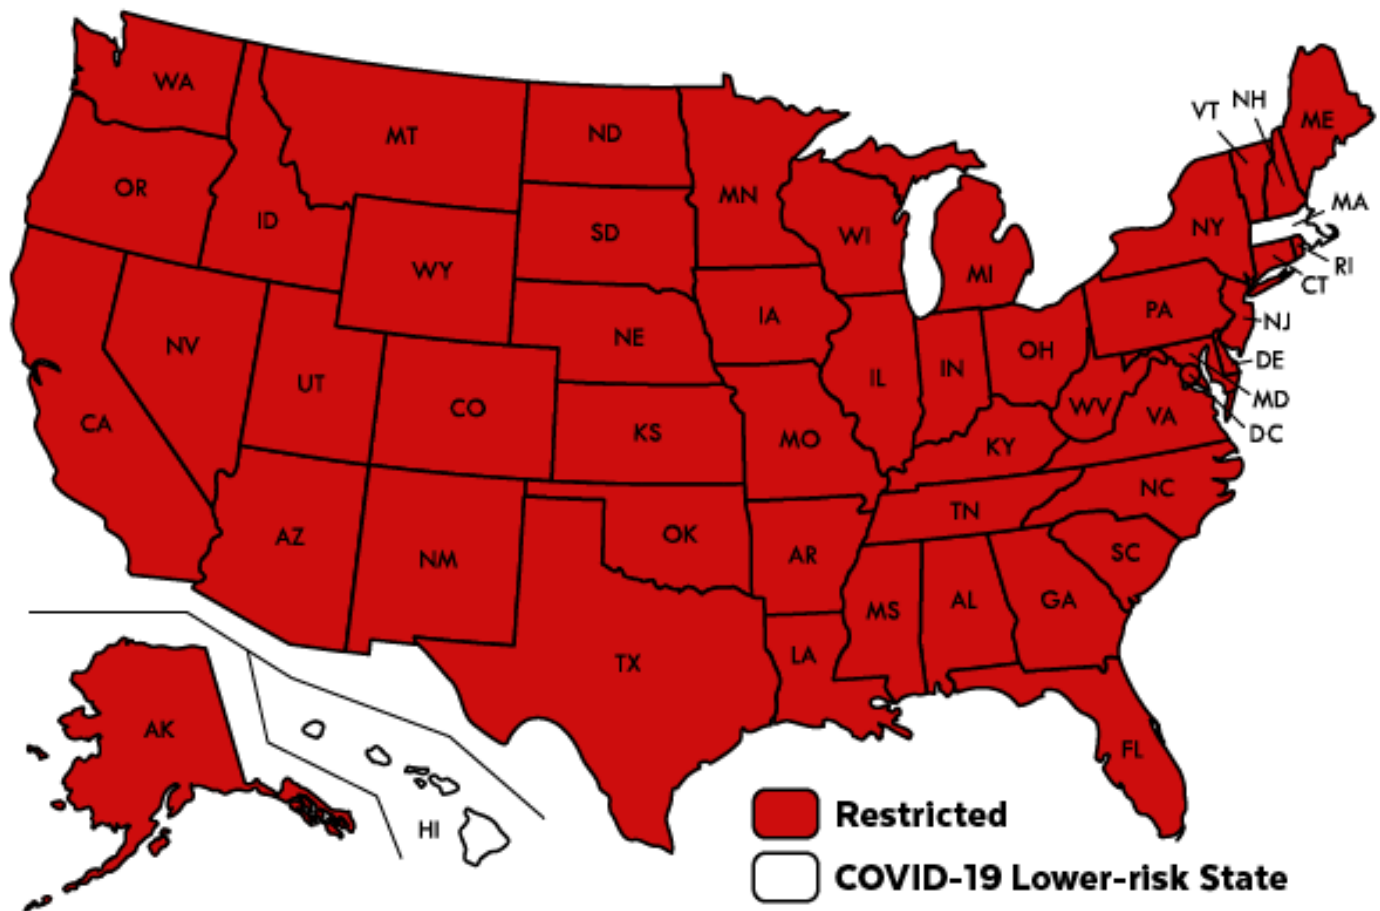 WA
MT
ND
MN
VT
NH
ME
OR
ID
SD
WI
MA
NY
WY
MI
RI
CT
NV
NE
IA
PA
NJ
UT
CO
IL
IN
OH
DE
MD
CA
KS
MO
KY
WV
VA
DC
AZ
NM
OK
AR
TN
NC
MS
AL
GA
SC
TX
LA
AK
FL
HI
Restricted
COVID-19 Lower-risk State